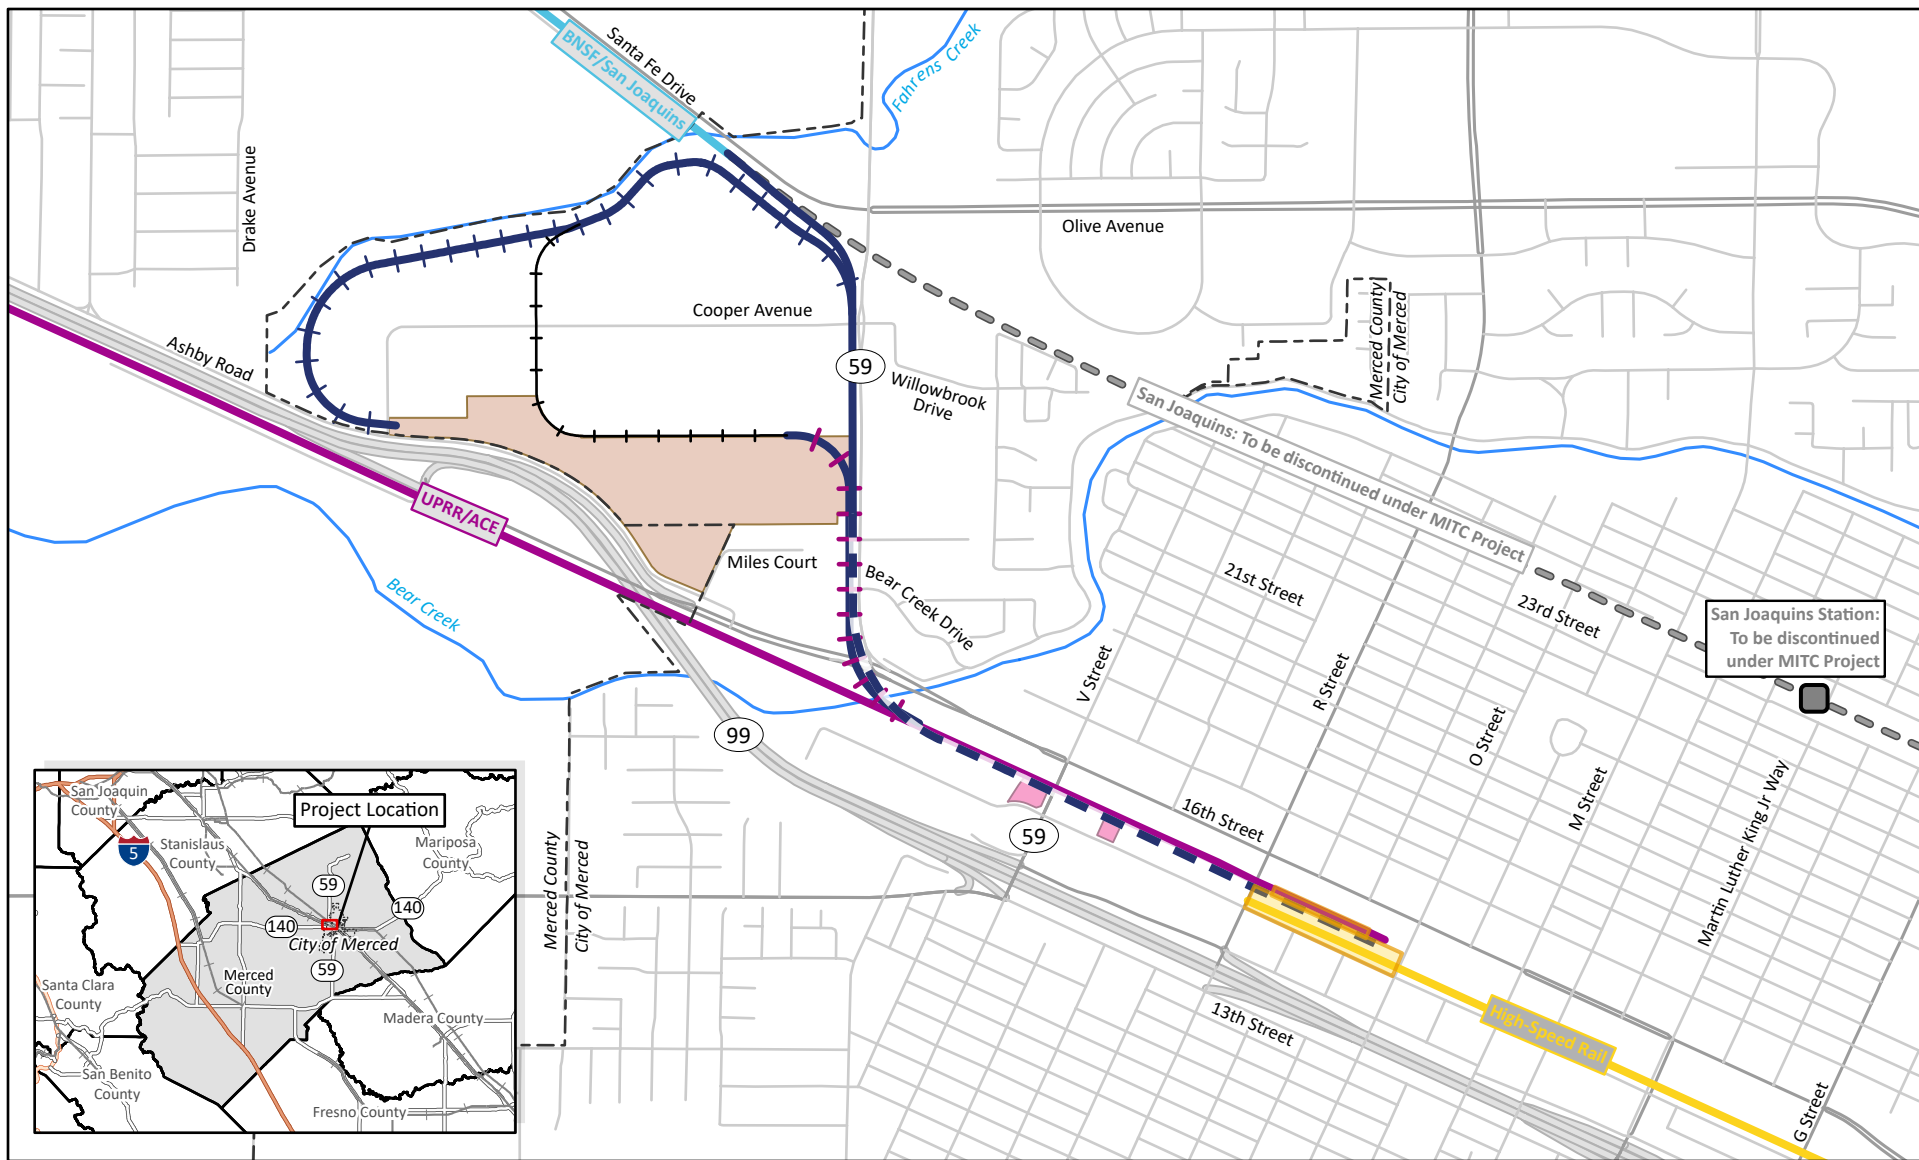 BNSF/San Joaquins
Santa Fe Drive
Fahrens Creek
Drake Avenue
Olive Avenue
Cooper Avenue
Merced County
City of Merced
Ashby Road
59
Willowbrook
Drive
San Joaquins: To be discontinued under MITC Project
UPRR/ACE
Miles Court
Bear Creek
Bear Creek Drive
21st Street
23rd Street
San Joaquins Station:
To be discontinued
under MITC Project
V Street
R Street
O Street
M Street
Martin Luther King Jr Way
99
16th Street
59
Merced County
City of Merced
13th Street
High-Speed Rail
G Street
San Joaquin
County
Project Location
5
Stanislaus
County
Mariposa
County
59
140
140
City of Merced
59
Merced
County
Santa Clara
County
Madera County
San Benito
County
Fresno County